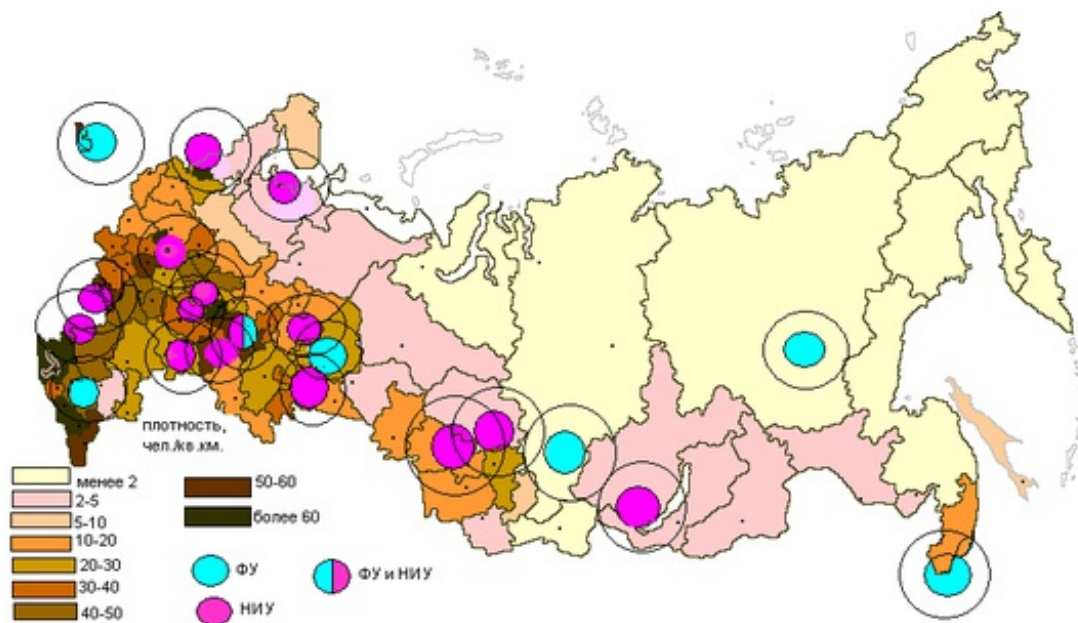 плотность,
чел./кв.км.
менее 2
2-5
5-10
10-20
20-30
30-40
40-50
50-60
более 60
ФУ
НИУ
ФУ и НИУ